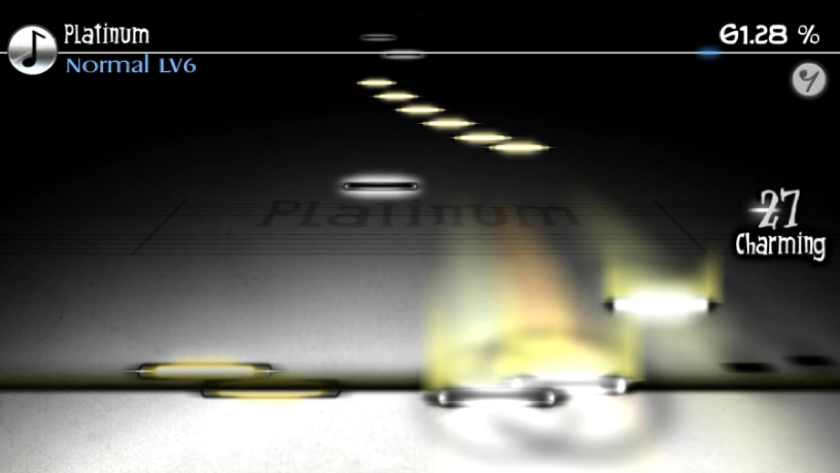 Platinum
Normal LV6
61.28 %
Platinum
27
Charming